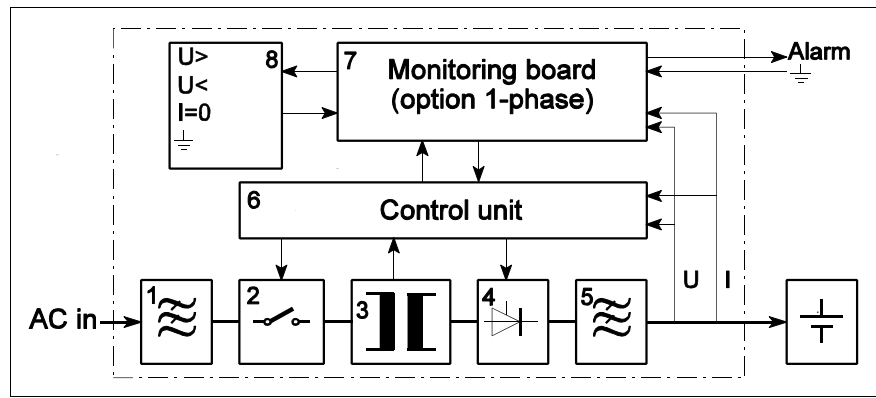 U>
U<
I=0
8
7
Monitoring board
(option 1-phase)
Alarm
6
Control unit
U
I
AC in
1
2
3
4
5